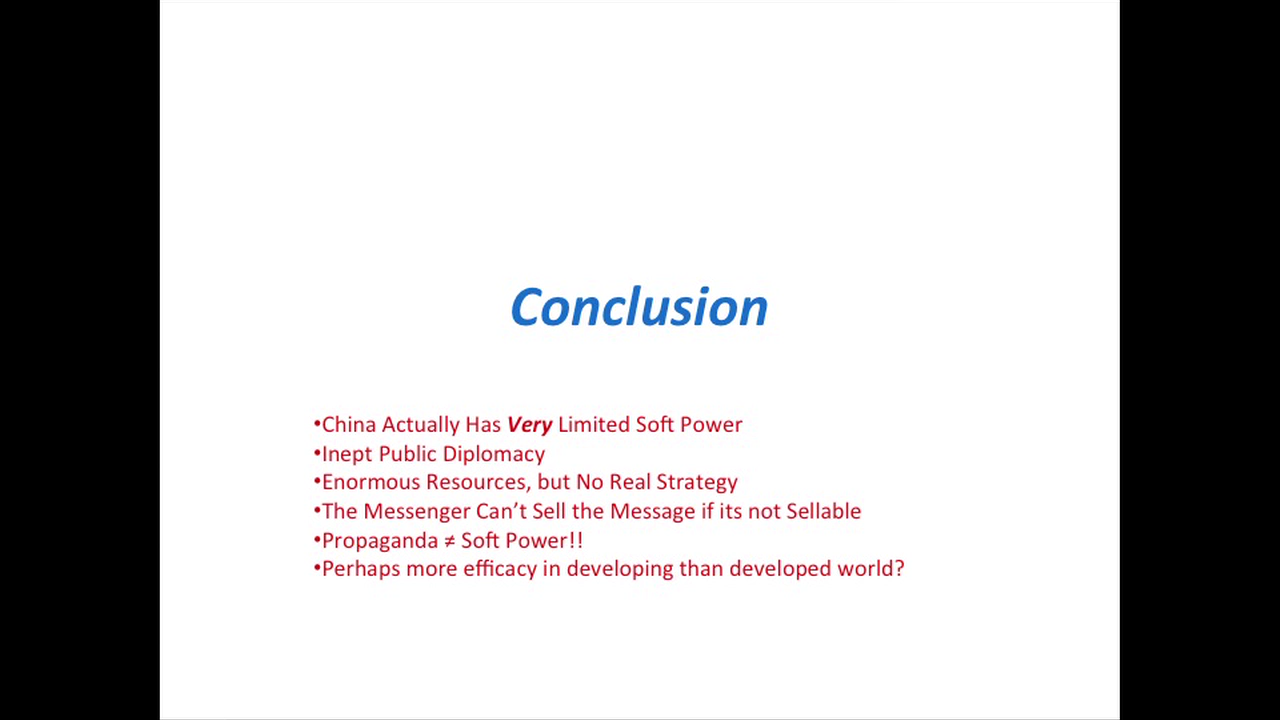 Conclusion
•China Actually Has Very Limited Soft Power
•Inept Public Diplomacy
•Enormous Resources, but No Real Strategy
•The Messenger Can’t Sell the Message if its not Sellable
•Propaganda ≠ Soft Power!!
•Perhaps more efficacy in developing than developed world?